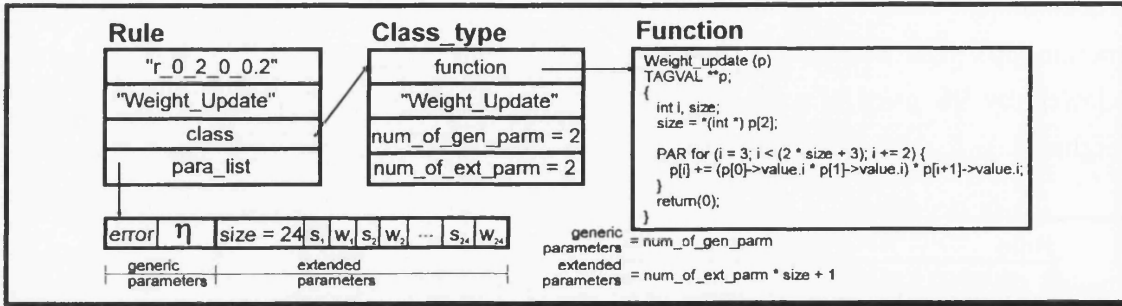 Rule
"r_0_2_0_0.2"
"Weight_Update"
class
para_list
Class_type
function
"Weight_Update"
num_of_gen_parm = 2
num_of_ext_parm = 2
Function
Weight_update (p)
TAGVAL **p;
{
int i, size;
size = *(int *) p[2];
PAR for (i = 3; i < (2 * size + 3); i += 2) {
p[i] += (p[0]->value.i * p[1]->value.i) * p[i+1]->value.i;
}
return(0);
}
error η size = 24 s₁ w₁ s₂ w₂ ... s₂₄ w₂₄
generic parameters
extended parameters
generic parameters = num_of_gen_parm
extended parameters = num_of_ext_parm * size + 1